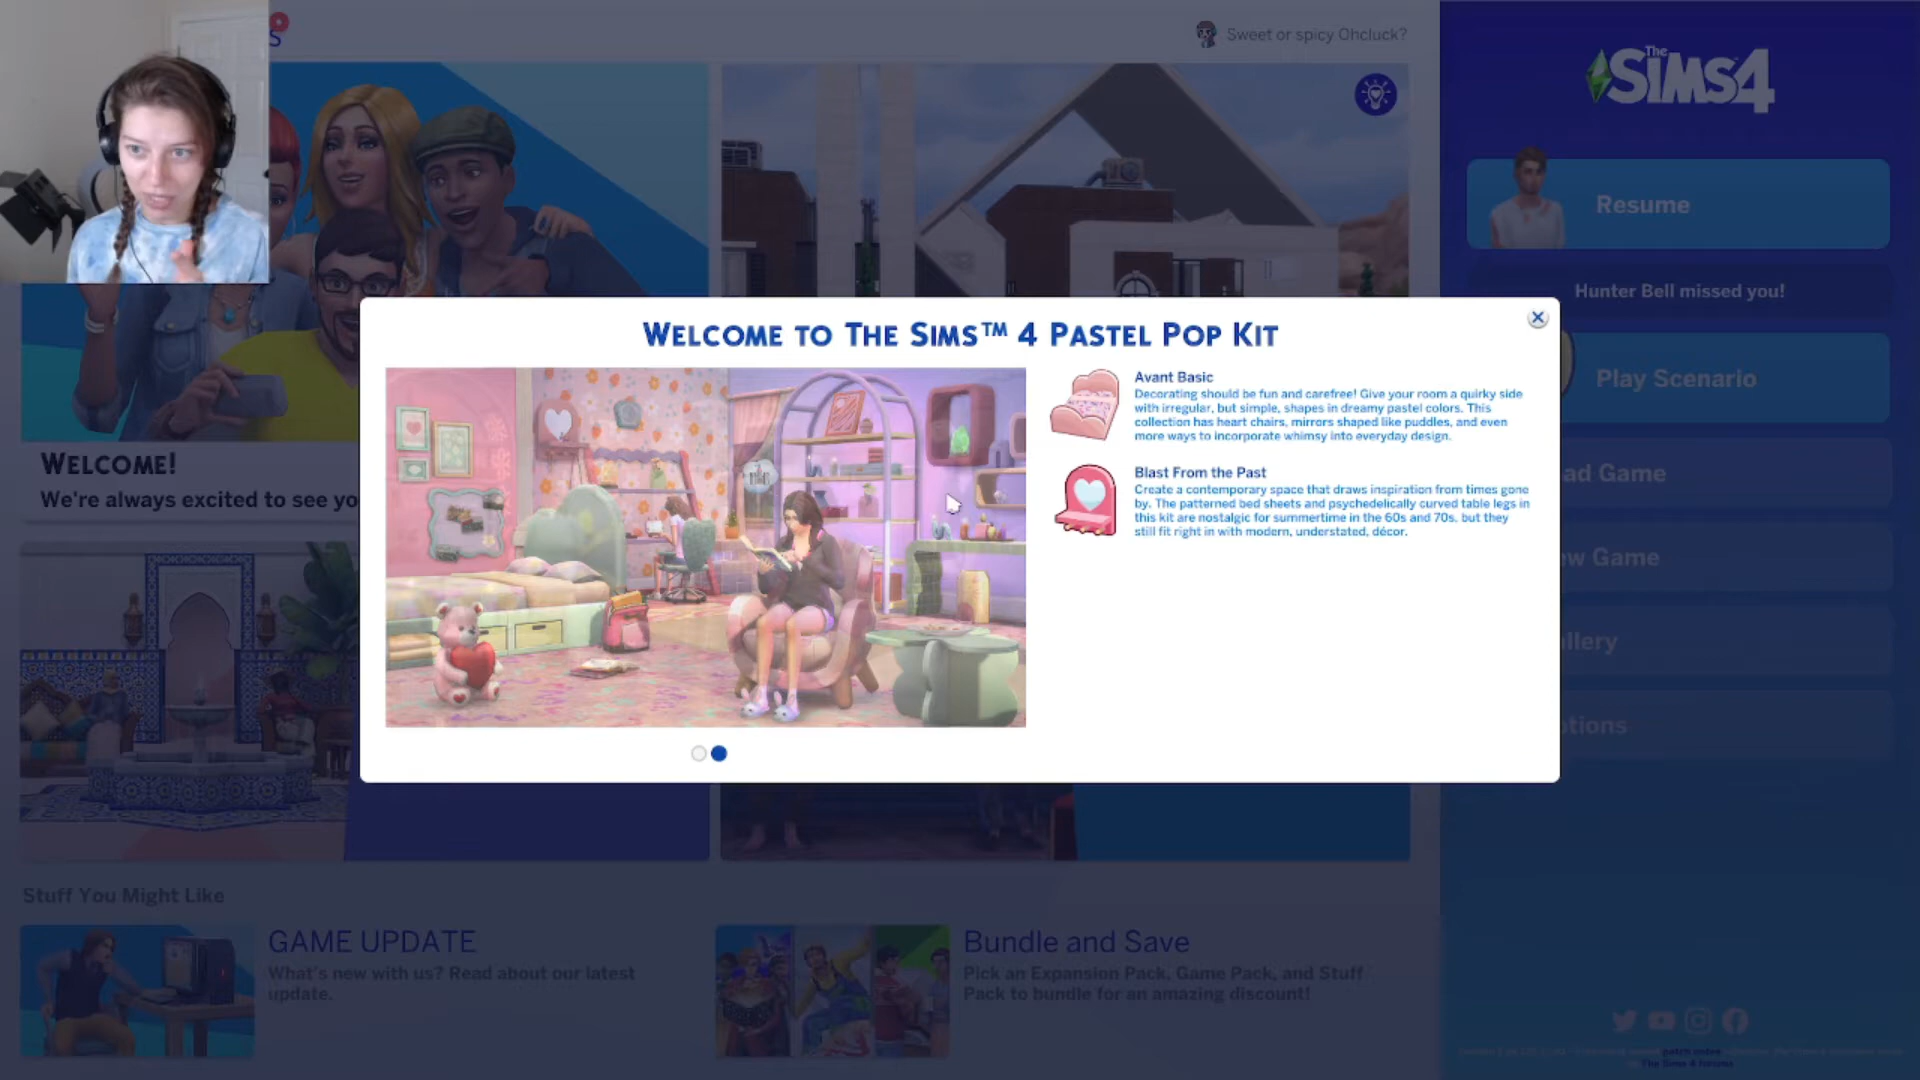 S
Sweet or spicy Ohcluck?
The
SiMS4
Resume
Hunter Bell missed you!
Play Scenario
ad Game
w Game
llery
tions
WELCOME TO THE SIMS™ 4 PASTEL POP KIT
Avant Basic
Decorating should be fun and carefree! Give your room a quirky side
with irregular, but simple, shapes in dreamy pastel colors. This
collection has heart chairs, mirrors shaped like puddles, and even
more ways to incorporate whimsy into everyday design.
Blast From the Past
Create a contemporary space that draws inspiration from times gone
by. The patterned bed sheets and psychedelically curved table legs in
this kit are nostalgic for summertime in the 60s and 70s, but they
still fit right in with modern, understated, décor.
WELCOME!
We're always excited to see yo
Stuff You Might Like
GAME UPDATE
What's new with us? Read about our latest
update.
Bundle and Save
Pick an Expansion Pack, Game Pack, and Stuff
Pack to bundle for an amazing discount!
patch notes
The Sims 4 forums